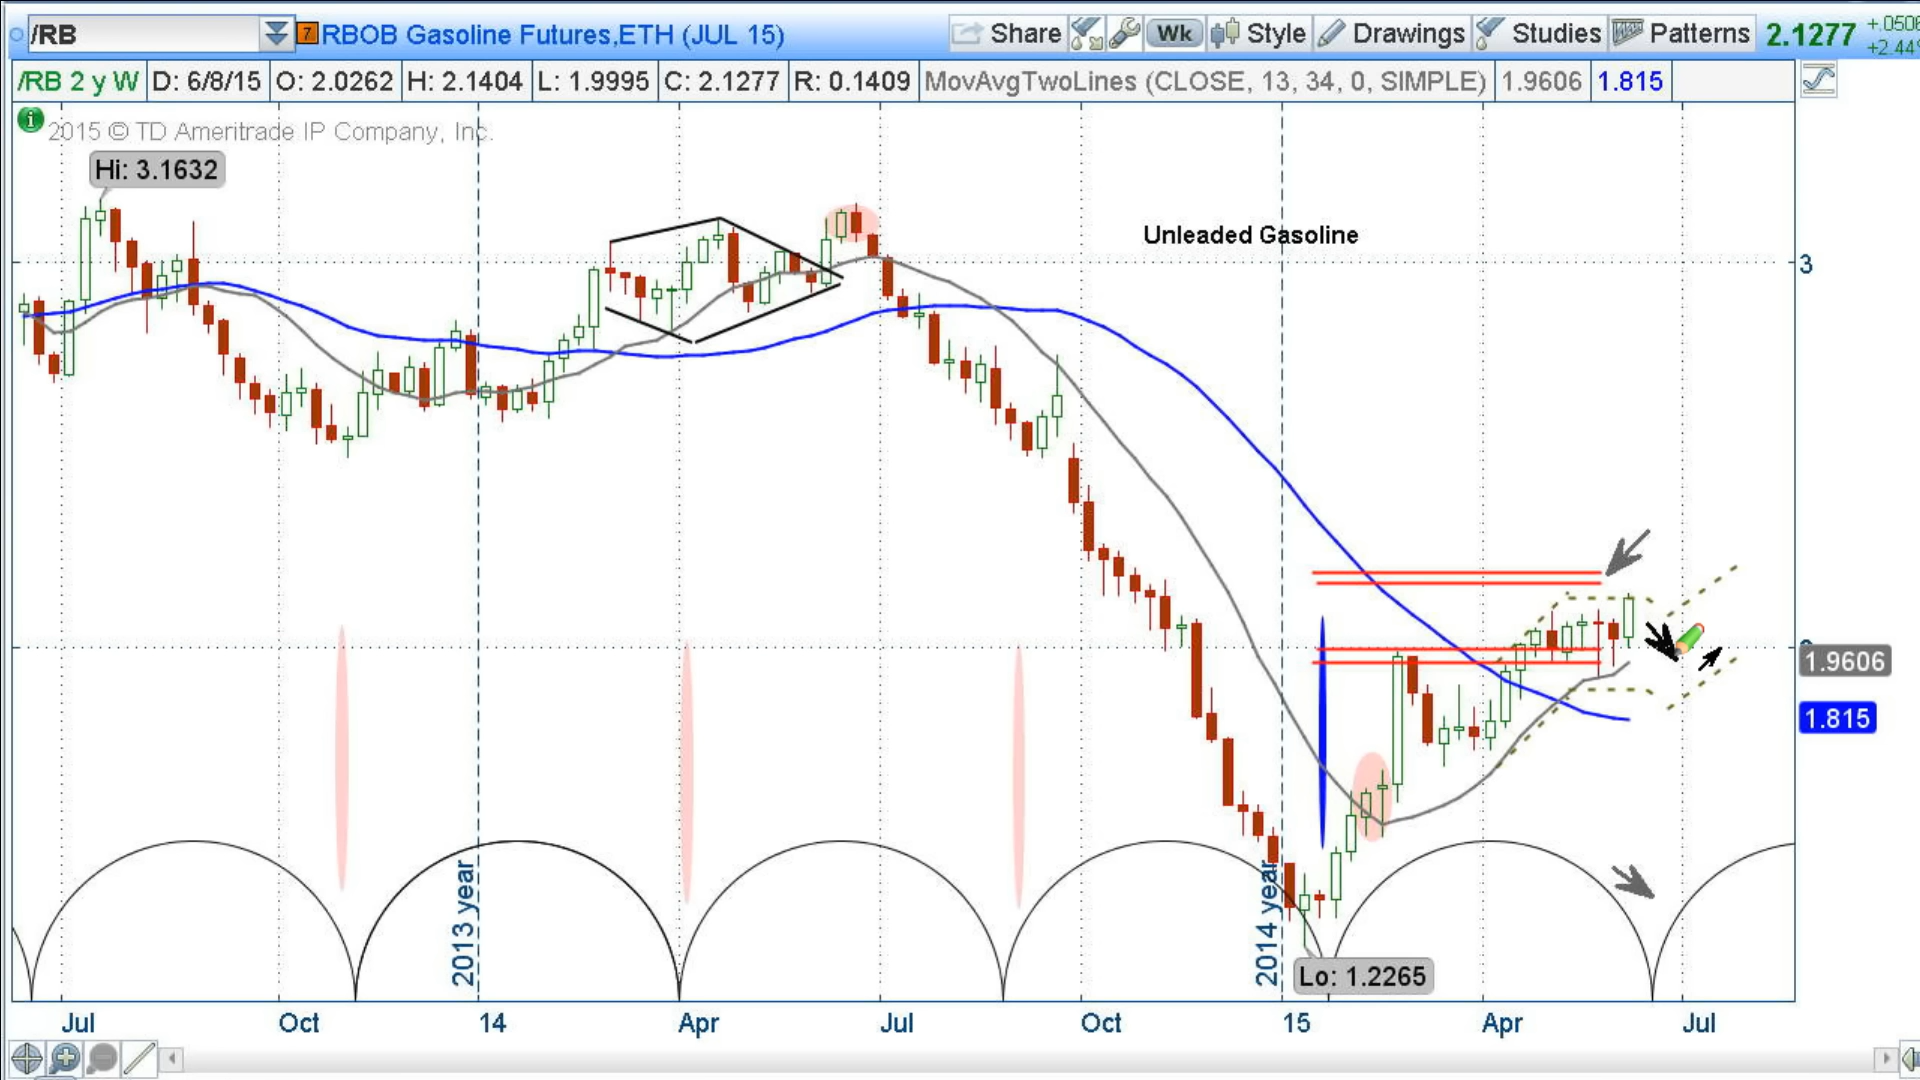 /RB 7 RBOB Gasoline Futures,ETH (JUL 15) Share Wk Style Drawings Studies Patterns 2.1277
/RB 2 y W D: 6/8/15 O: 2.0262 H: 2.1404 L: 1.9995 C: 2.1277 R: 0.1409 MovAvgTwoLines (CLOSE, 13, 34, 0, SIMPLE) 1.9606 1.815
2015 © TD Ameritrade IP Company, Inc.
Hi: 3.1632
Unleaded Gasoline
3
1.9606
1.815
2013 year
2014 year
Lo: 1.2265
Jul Oct 14 Apr Jul Oct 15 Apr Jul